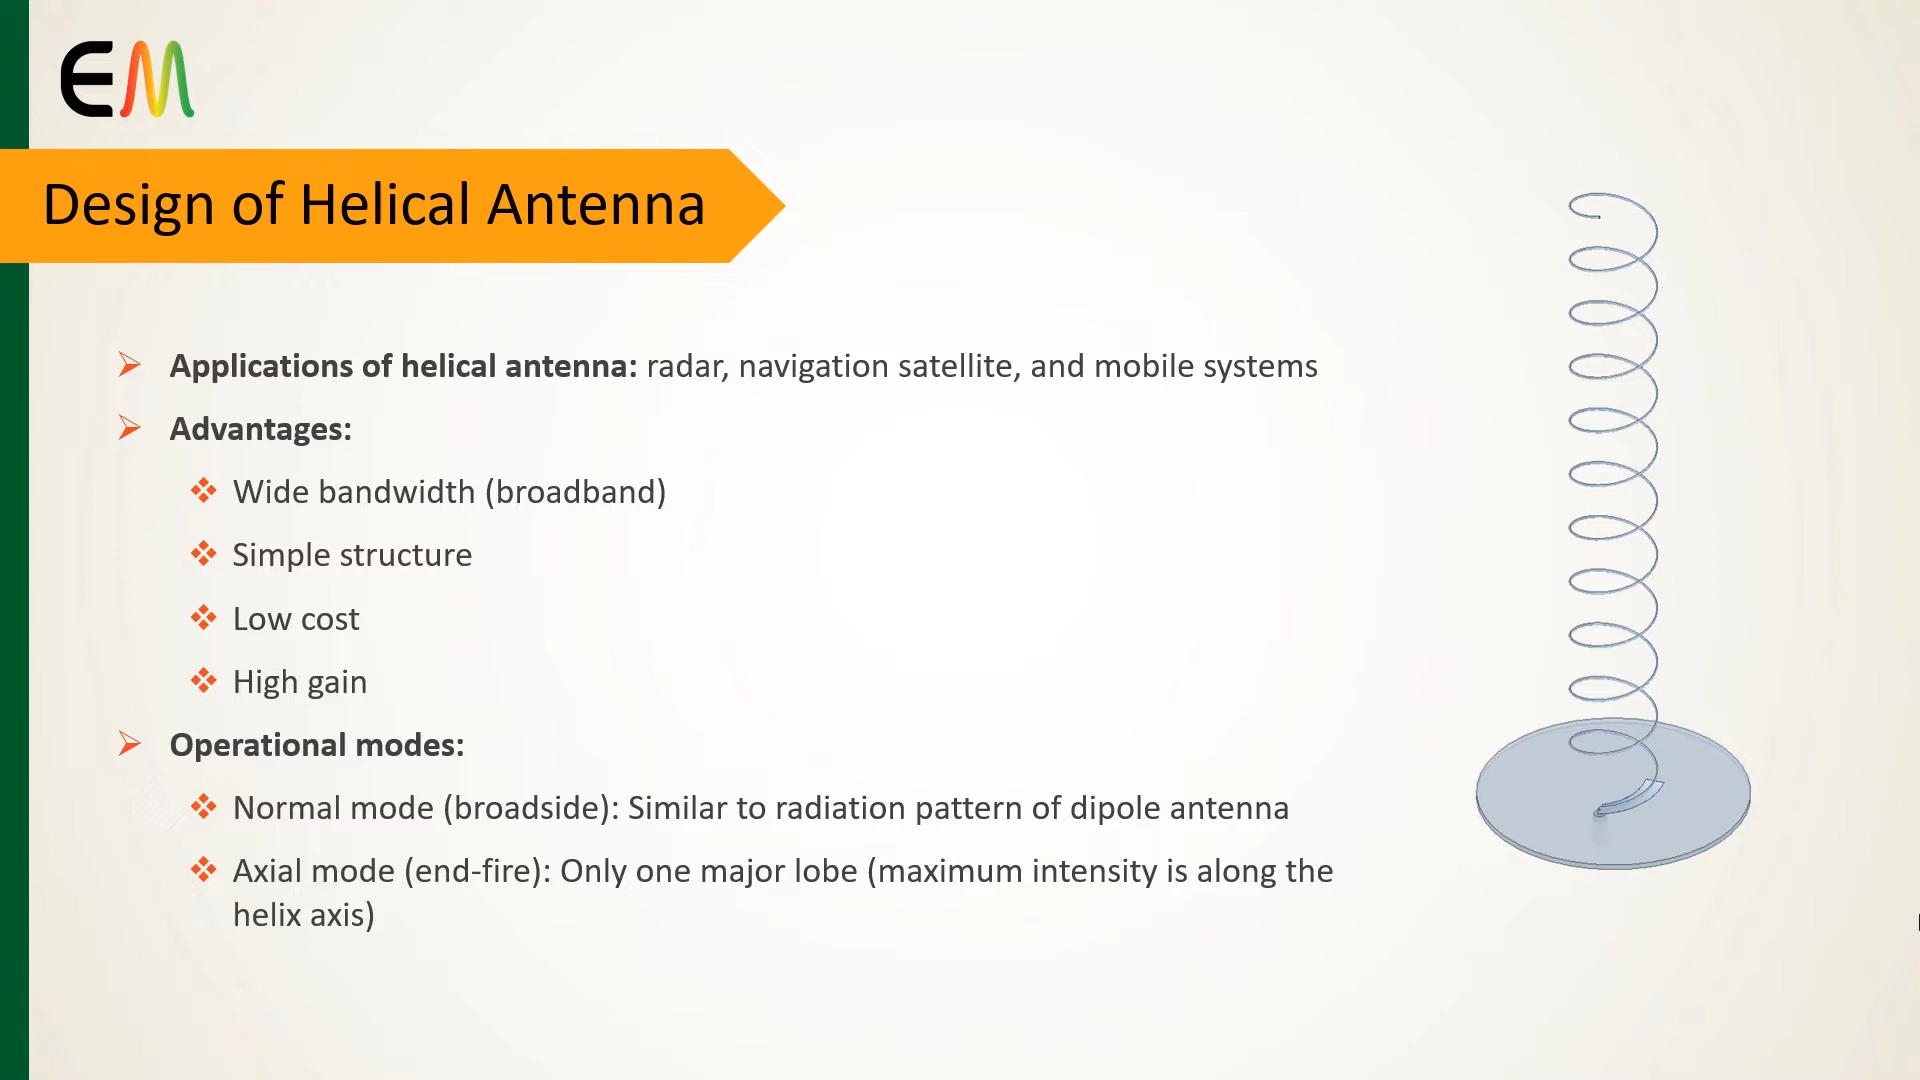 EM
Design of Helical Antenna
Applications of helical antenna: radar, navigation satellite, and mobile systems
Advantages:
Wide bandwidth (broadband)
Simple structure
Low cost
High gain
Operational modes:
Normal mode (broadside): Similar to radiation pattern of dipole antenna
Axial mode (end-fire): Only one major lobe (maximum intensity is along the
helix axis)